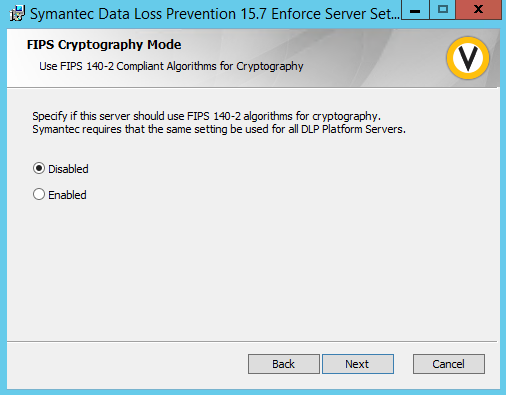 Symantec Data Loss Prevention 15.7 Enforce Server Set...
FIPS Cryptography Mode
Use FIPS 140-2 Compliant Algorithms for Cryptography
Specify if this server should use FIPS 140-2 algorithms for cryptography.
Symantec requires that the same setting be used for all DLP Platform Servers.
Disabled
Enabled
Back Next Cancel